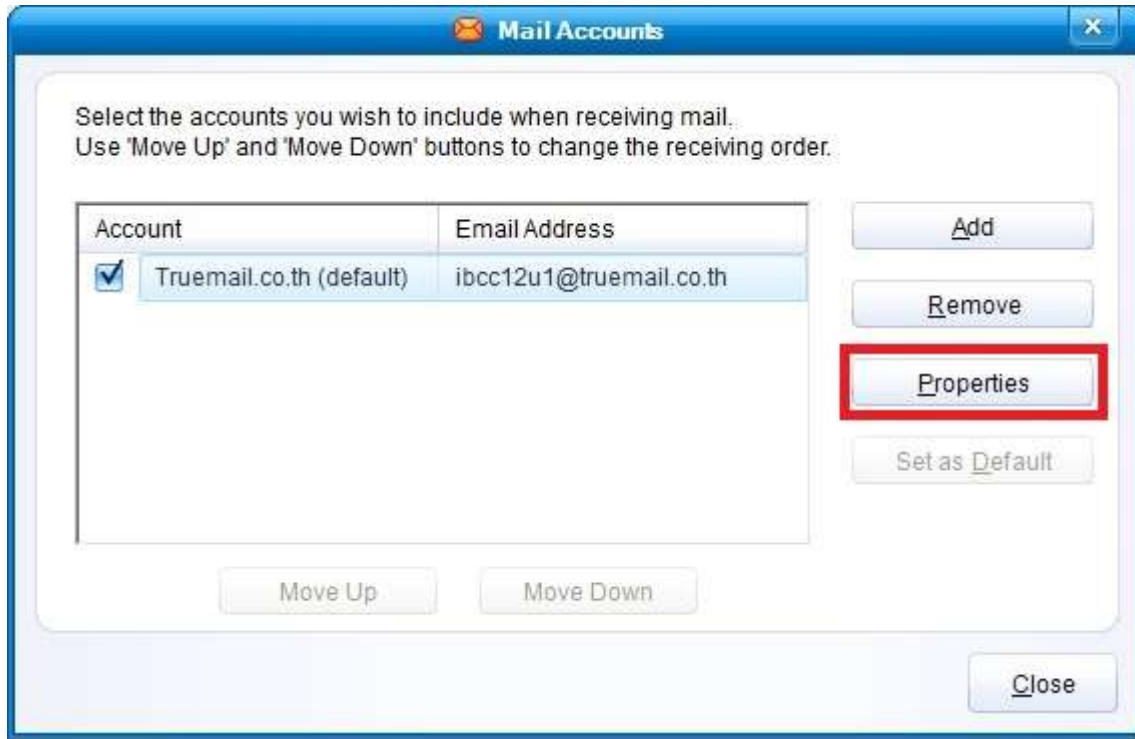 Mail Accounts
Select the accounts you wish to include when receiving mail.
Use 'Move Up' and 'Move Down' buttons to change the receiving order.
Account Email Address
Truemail.co.th (default) ibcc12u1@truemail.co.th
Add
Remove
Properties
Set as Default
Move Up Move Down
Close